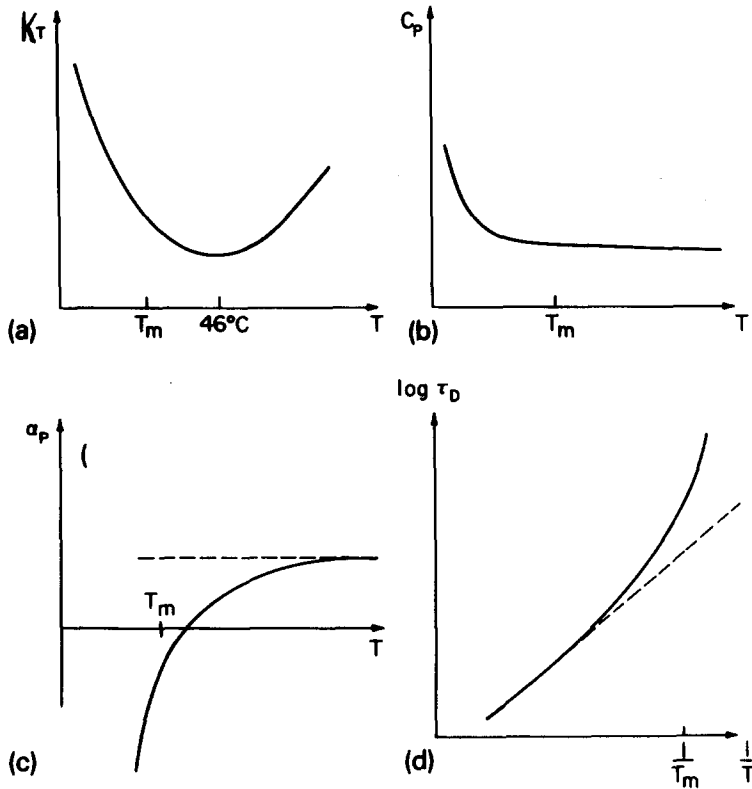 K_T
T_m
46°C
T
(a)
C_P
T_m
T
(b)
α_P
(
T_m
T
(c)
log τ_D
1/T_m
1/T
(d)